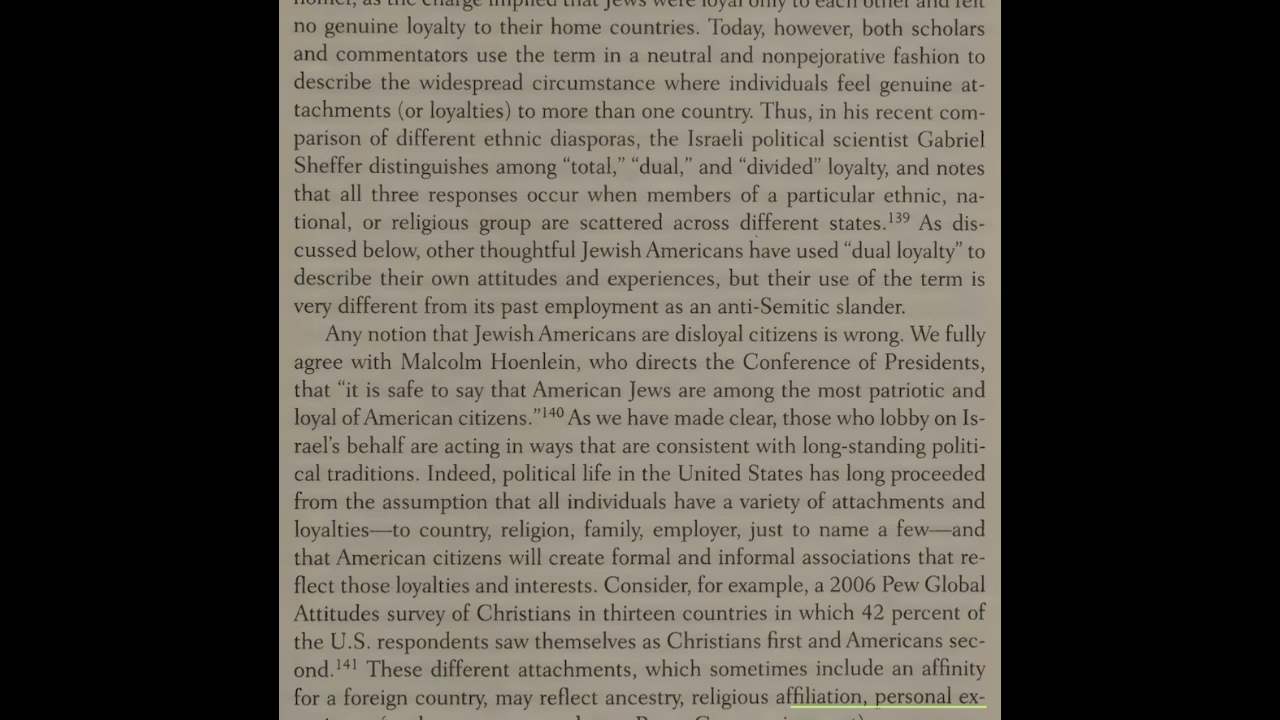 as the charge implied that Jews were loyal only to each other and felt
no genuine loyalty to their home countries. Today, however, both scholars
and commentators use the term in a neutral and nonpejorative fashion to
describe the widespread circumstance where individuals feel genuine at-
tachments (or loyalties) to more than one country. Thus, in his recent com-
parison of different ethnic diasporas, the Israeli political scientist Gabriel
Sheffer distinguishes among “total,” “dual,” and “divided” loyalty, and notes
that all three responses occur when members of a particular ethnic, na-
tional, or religious group are scattered across different states.139 As dis-
cussed below, other thoughtful Jewish Americans have used “dual loyalty” to
describe their own attitudes and experiences, but their use of the term is
very different from its past employment as an anti-Semitic slander.
Any notion that Jewish Americans are disloyal citizens is wrong. We fully
agree with Malcolm Hoenlein, who directs the Conference of Presidents,
that “it is safe to say that American Jews are among the most patriotic and
loyal of American citizens.”140 As we have made clear, those who lobby on Is-
rael’s behalf are acting in ways that are consistent with long-standing politi-
cal traditions. Indeed, political life in the United States has long proceeded
from the assumption that all individuals have a variety of attachments and
loyalties—to country, religion, family, employer, just to name a few—and
that American citizens will create formal and informal associations that re-
flect those loyalties and interests. Consider, for example, a 2006 Pew Global
Attitudes survey of Christians in thirteen countries in which 42 percent of
the U.S. respondents saw themselves as Christians first and Americans sec-
ond.141 These different attachments, which sometimes include an affinity
for a foreign country, may reflect ancestry, religious affiliation, personal ex-